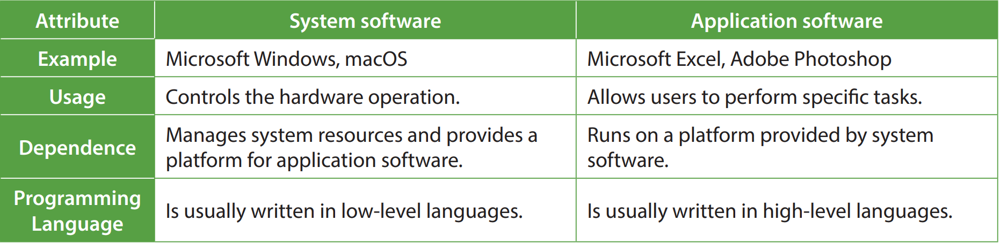 Attribute
System software
Application software
Example
Microsoft Windows, macOS
Microsoft Excel, Adobe Photoshop
Usage
Controls the hardware operation.
Allows users to perform specific tasks.
Dependence
Manages system resources and provides a
platform for application software.
Runs on a platform provided by system
software.
Programming
Language
Is usually written in low-level languages.
Is usually written in high-level languages.